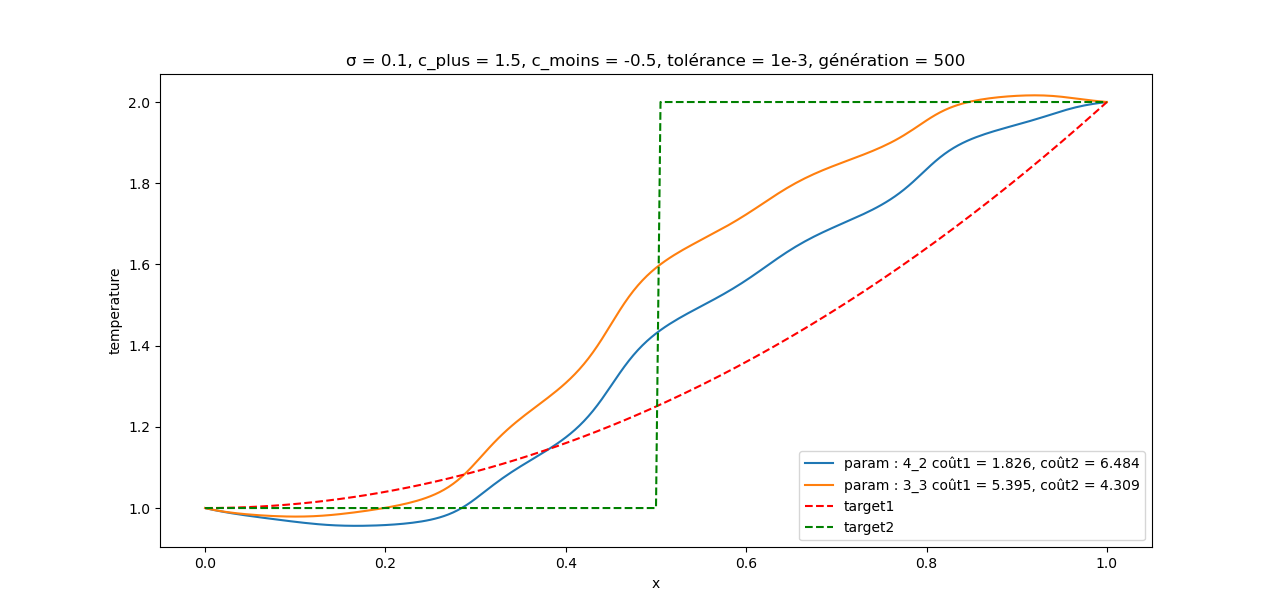 σ = 0.1, c_plus = 1.5, c_moins = -0.5, tolérance = 1e-3, génération = 500
2.0
1.8
1.6
1.4
1.2
1.0
temperature
0.0 0.2 0.4 0.6 0.8 1.0
x
param : 4_2 coût1 = 1.826, coût2 = 6.484
param : 3_3 coût1 = 5.395, coût2 = 4.309
target1
target2